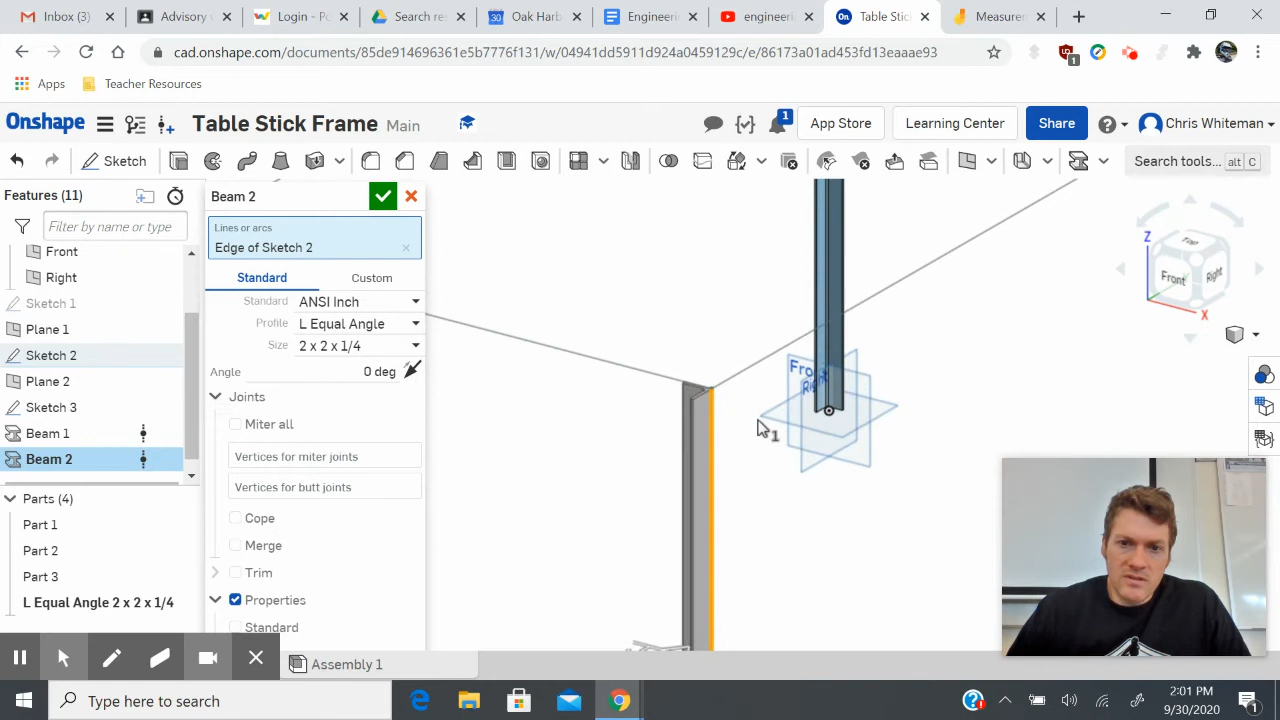 Inbox (3)
Advisory
Login - Po
Search re
Oak Harb
Engineeri
engineeri
Table Stick
Measurem
cad.onshape.com/documents/85de914696361e5b7776f131/w/04941dd5911d924a0459129c/e/86173a01ad453fd13eaaae93
Apps
Teacher Resources
Onshape
Table Stick Frame Main
1
App Store
Learning Center
Share
Chris Whiteman
Sketch
Search tools... alt C
Features (11)
Filter by name or type
Front
Right
Sketch 1
Plane 1
Sketch 2
Plane 2
Sketch 3
Beam 1
Beam 2
Parts (4)
Part 1
Part 2
Part 3
L Equal Angle 2 x 2 x 1/4
Beam 2
Lines or arcs
Edge of Sketch 2
Standard Custom
Standard ANSI Inch
Profile L Equal Angle
Size 2 x 2 x 1/4
Angle 0 deg
Joints
Miter all
Vertices for miter joints
Vertices for butt joints
Cope
Merge
Trim
Properties
Standard
Front
Right
1
Z
Top
Front
Right
X
Assembly 1
Type here to search
2:01 PM
9/30/2020
1